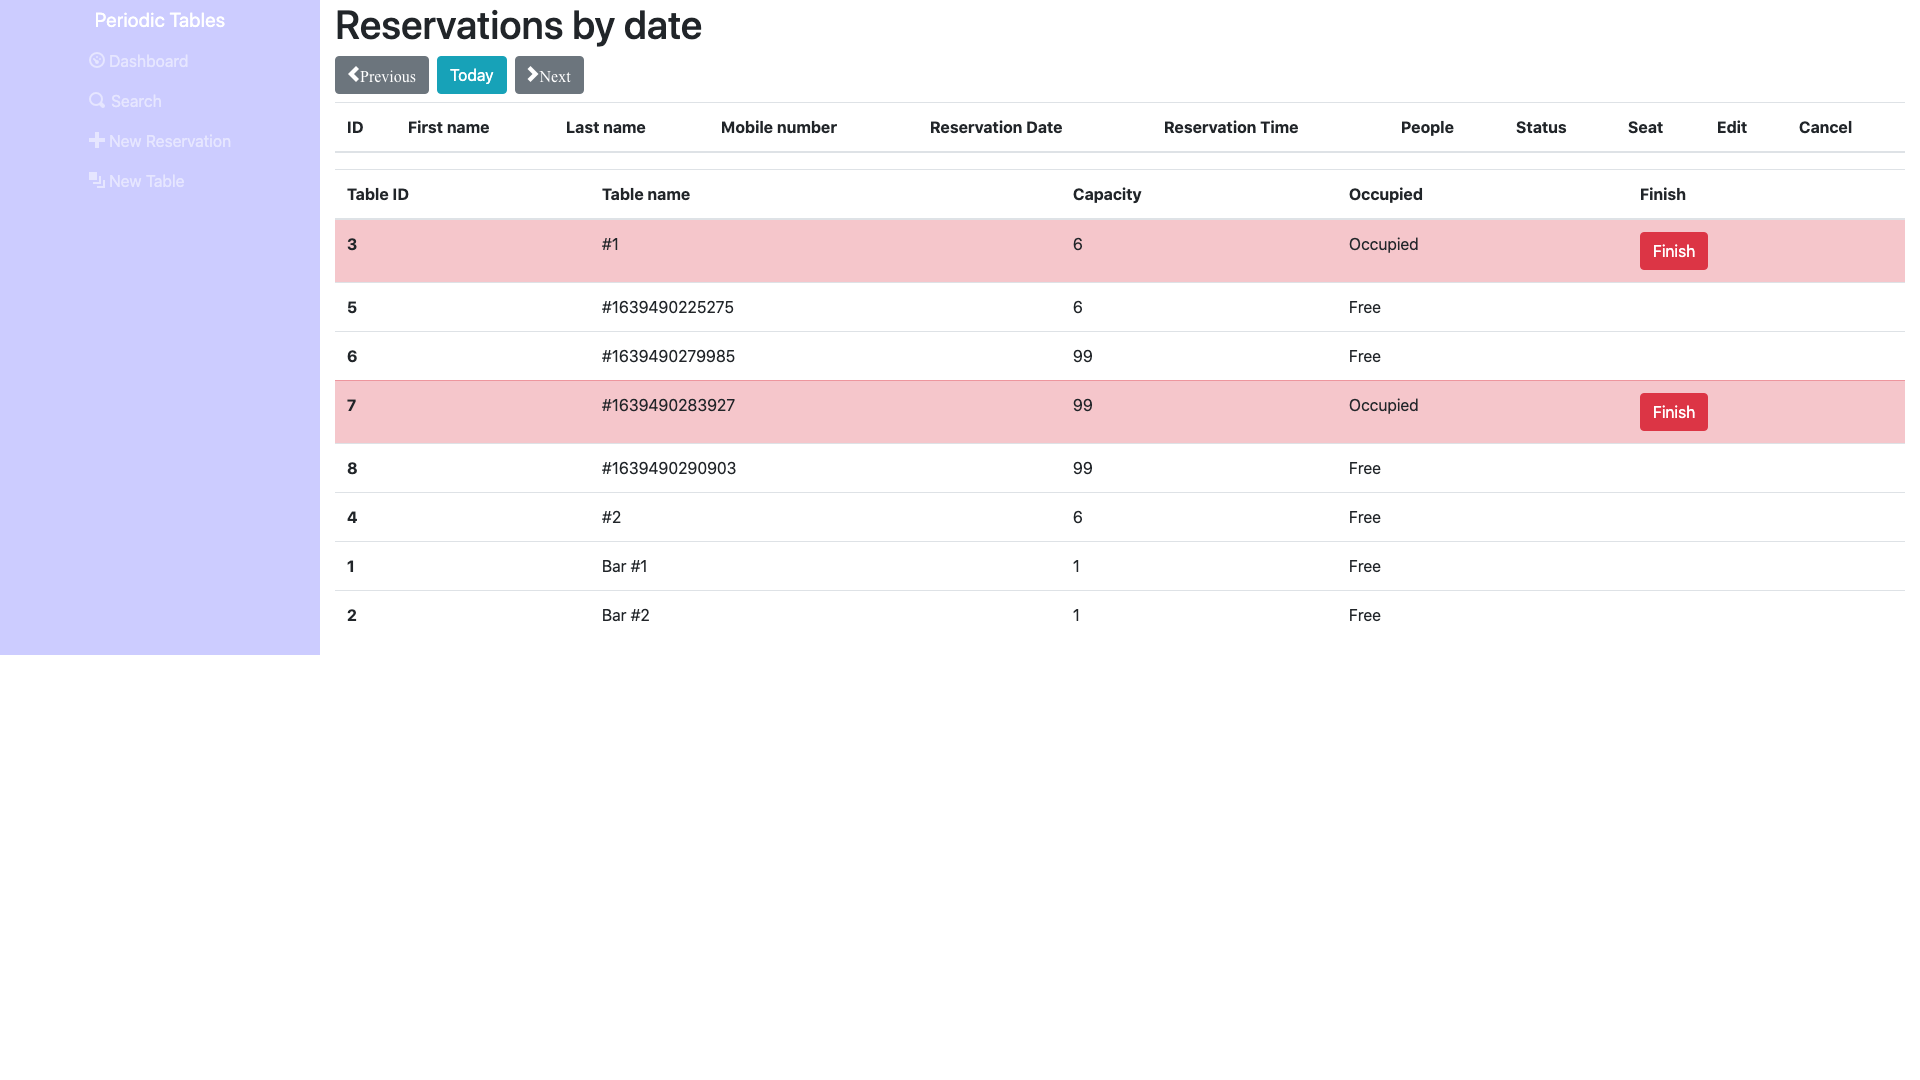 Periodic Tables
Dashboard
Search
New Reservation
New Table
Reservations by date
Previous Today Next
ID First name Last name Mobile number Reservation Date Reservation Time People Status Seat Edit Cancel
Table ID Table name Capacity Occupied Finish
3 #1 6 Occupied Finish
5 #1639490225275 6 Free
6 #1639490279985 99 Free
7 #1639490283927 99 Occupied Finish
8 #1639490290903 99 Free
4 #2 6 Free
1 Bar #1 1 Free
2 Bar #2 1 Free